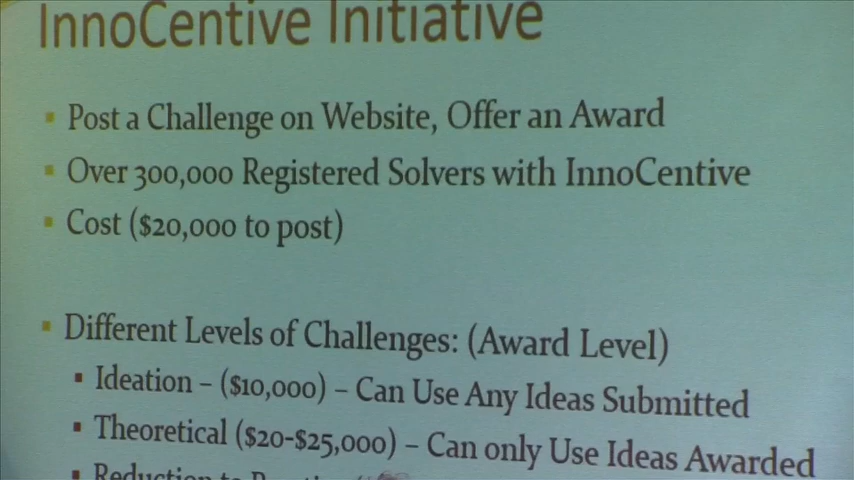 InnoCentive Initiative
▪ Post a Challenge on Website, Offer an Award
▪ Over 300,000 Registered Solvers with InnoCentive
▪ Cost ($20,000 to post)
▪ Different Levels of Challenges: (Award Level)
▪ Ideation – ($10,000) – Can Use Any Ideas Submitted
▪ Theoretical ($20-$25,000) – Can only Use Ideas Awarded
▪ Reduction to